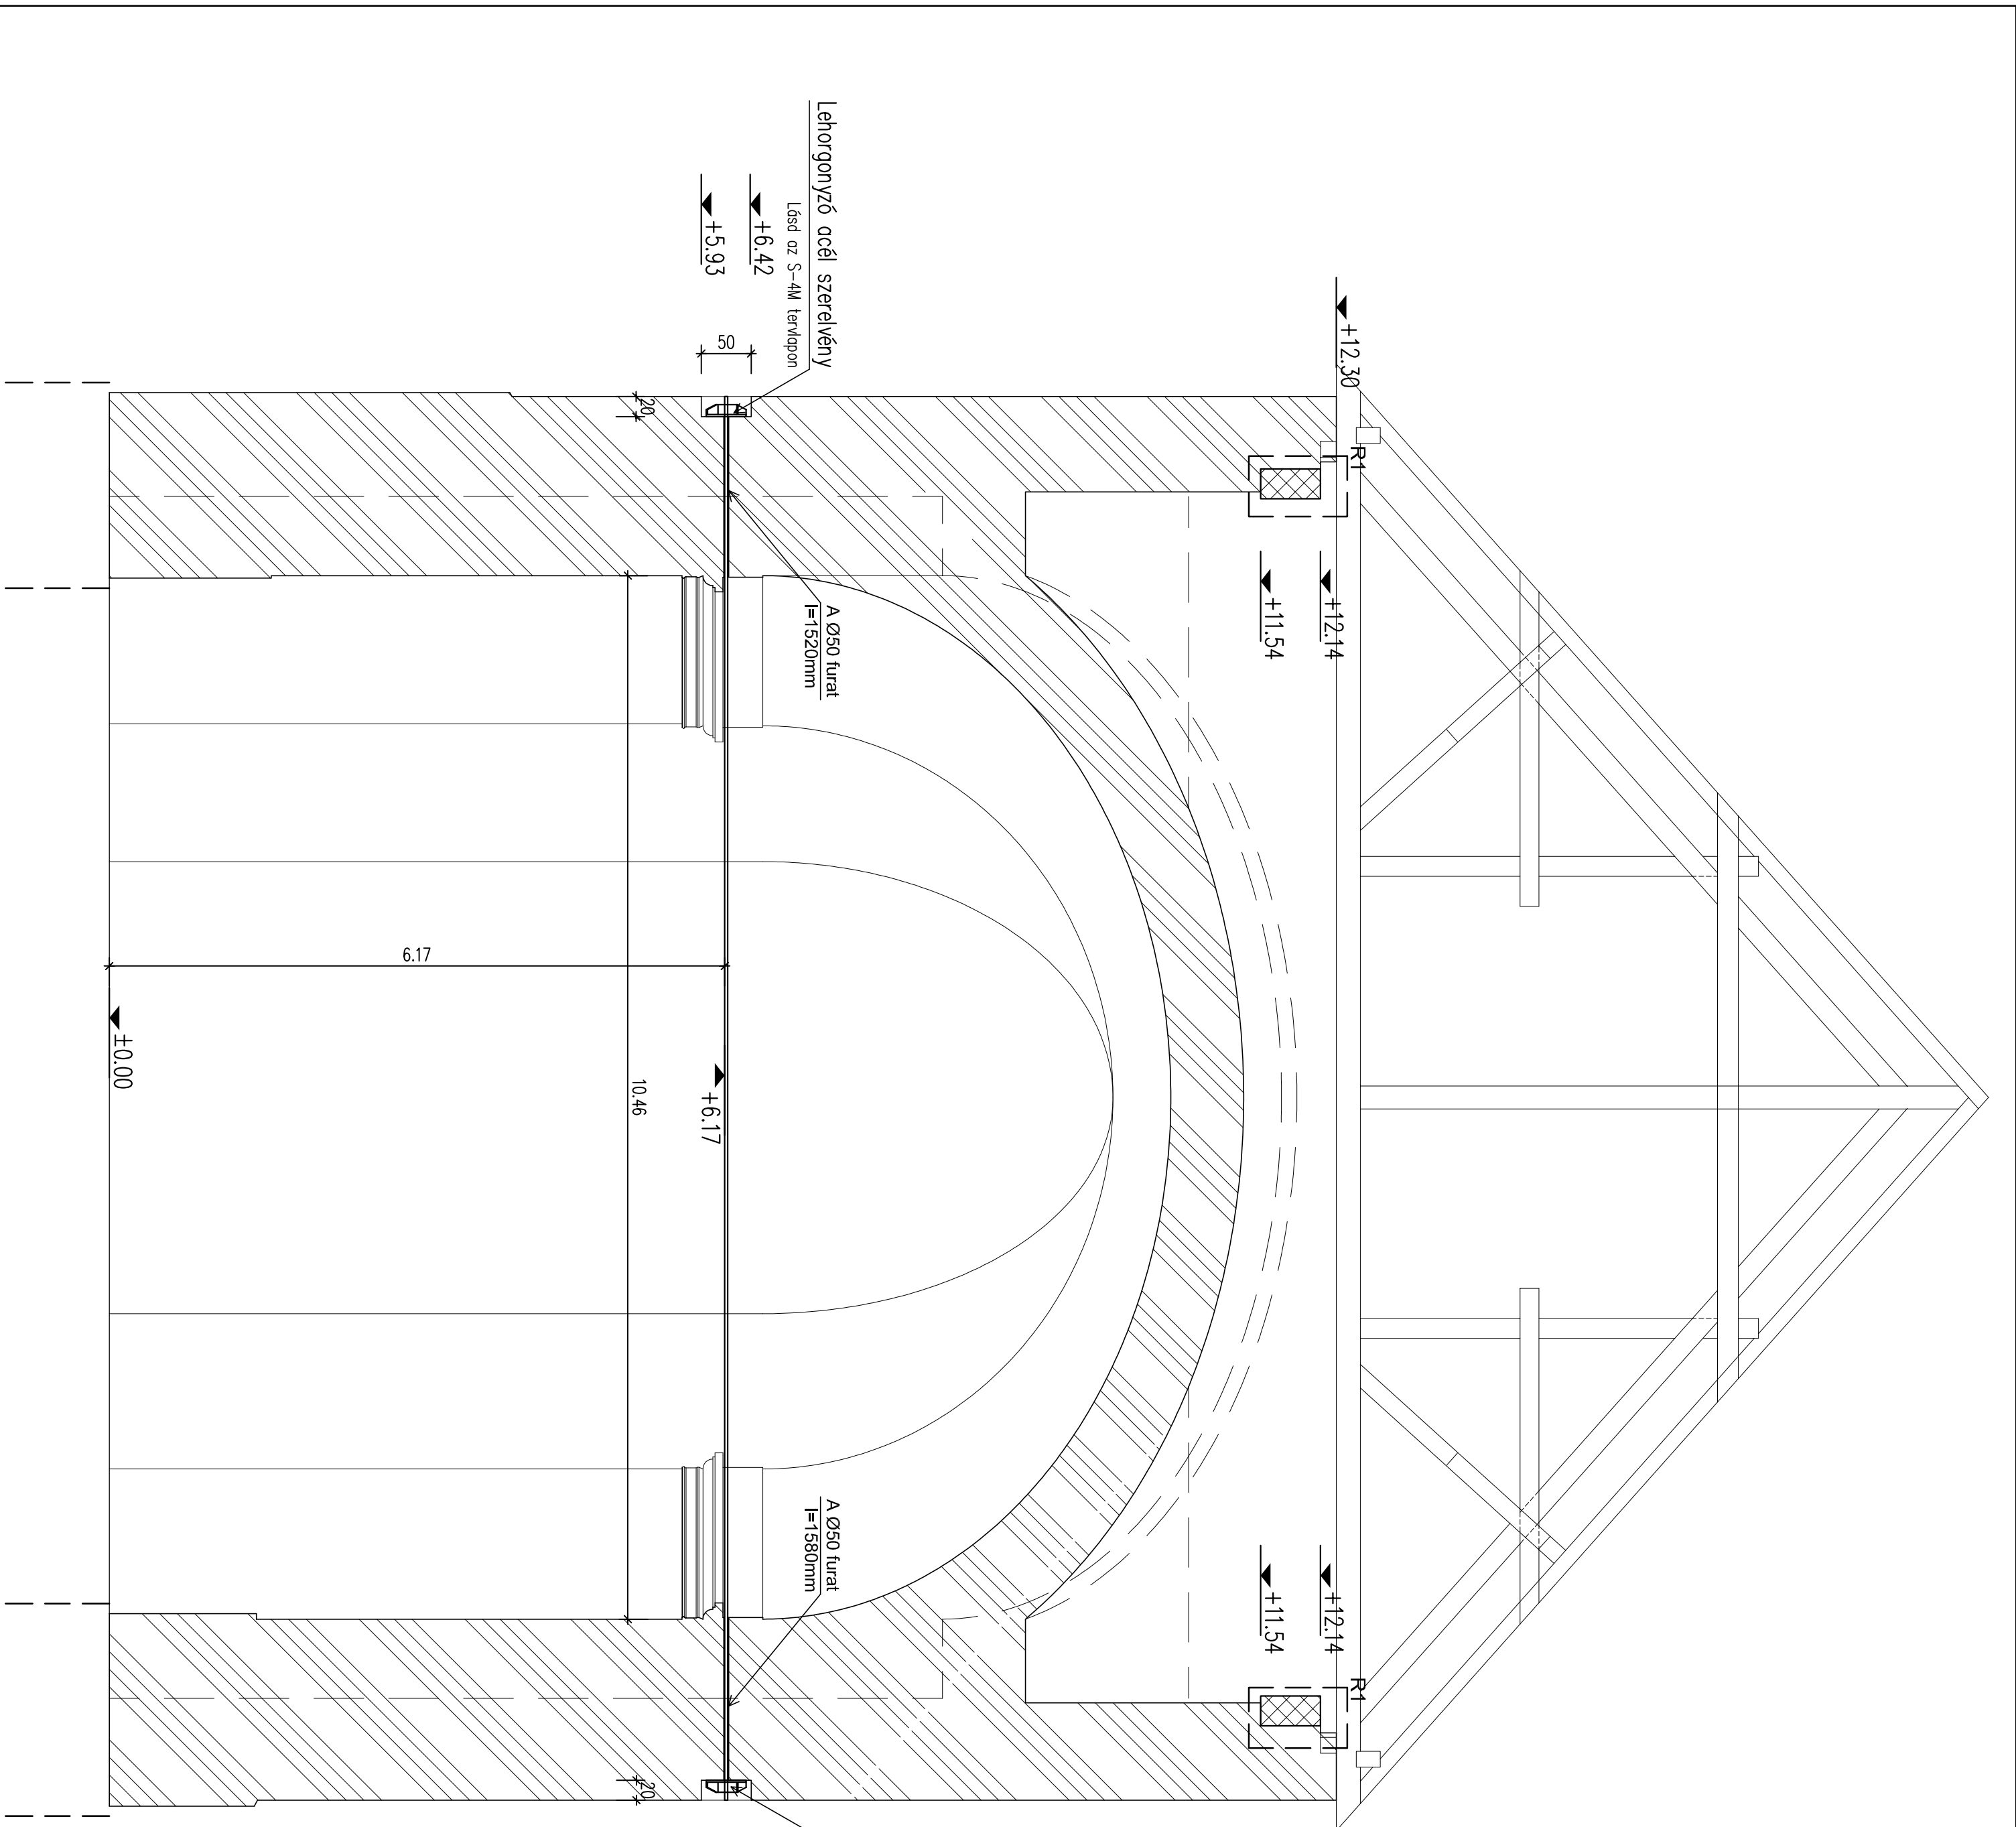 +12.30
R1
R1
+12.14
+11.54
+12.14
+11.54
Lehorgonyzó acél szerelvény
Lásd az S-4M tervlapon
+6.42
+5.93
50
20
A Ø50 furat
l=1520mm
A Ø50 furat
l=1580mm
+6.17
10.46
20
6.17
±0.00